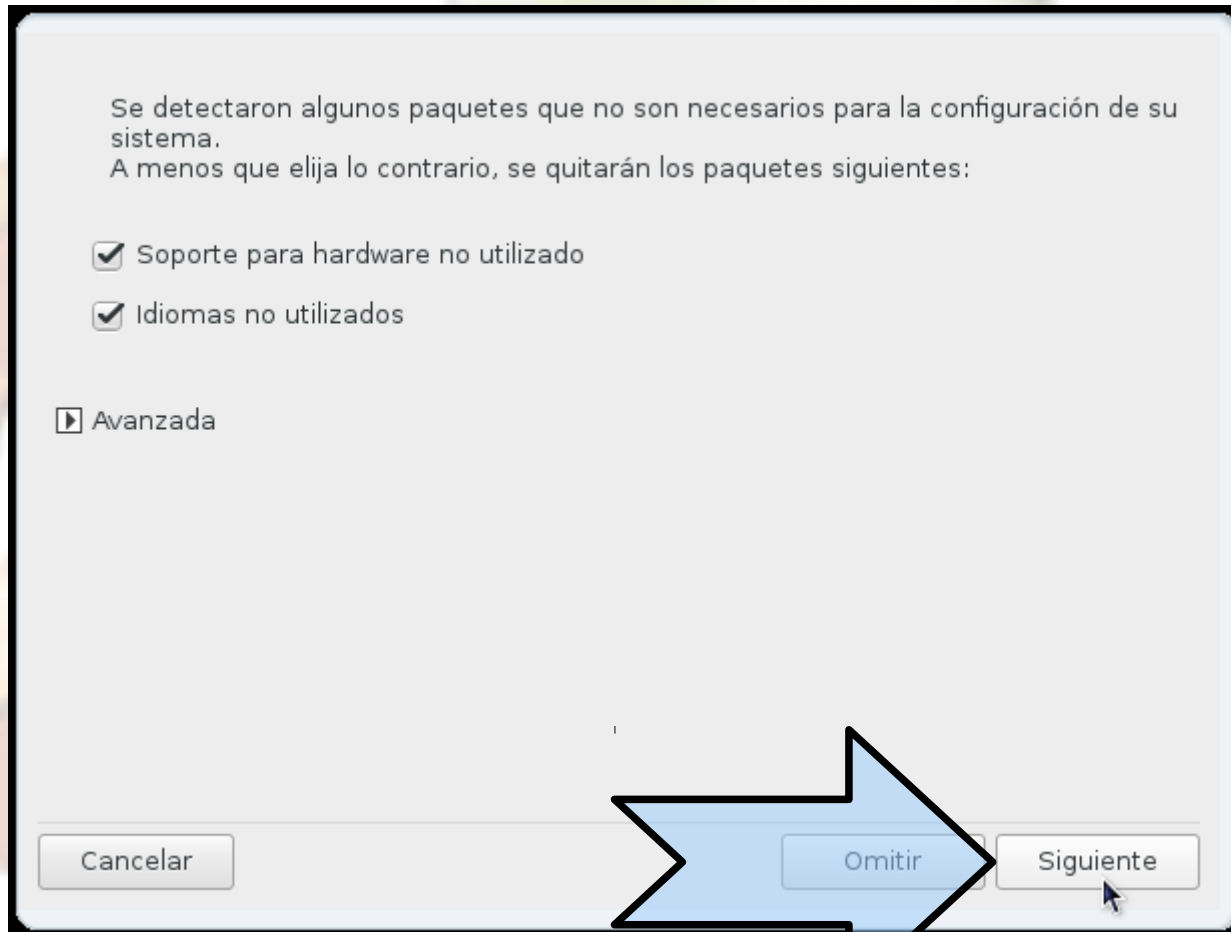 Se detectaron algunos paquetes que no son necesarios para la configuración de su
sistema.
A menos que elija lo contrario, se quitarán los paquetes siguientes:
Soporte para hardware no utilizado
Idiomas no utilizados
Avanzada
Cancelar
Omitir
Siguiente